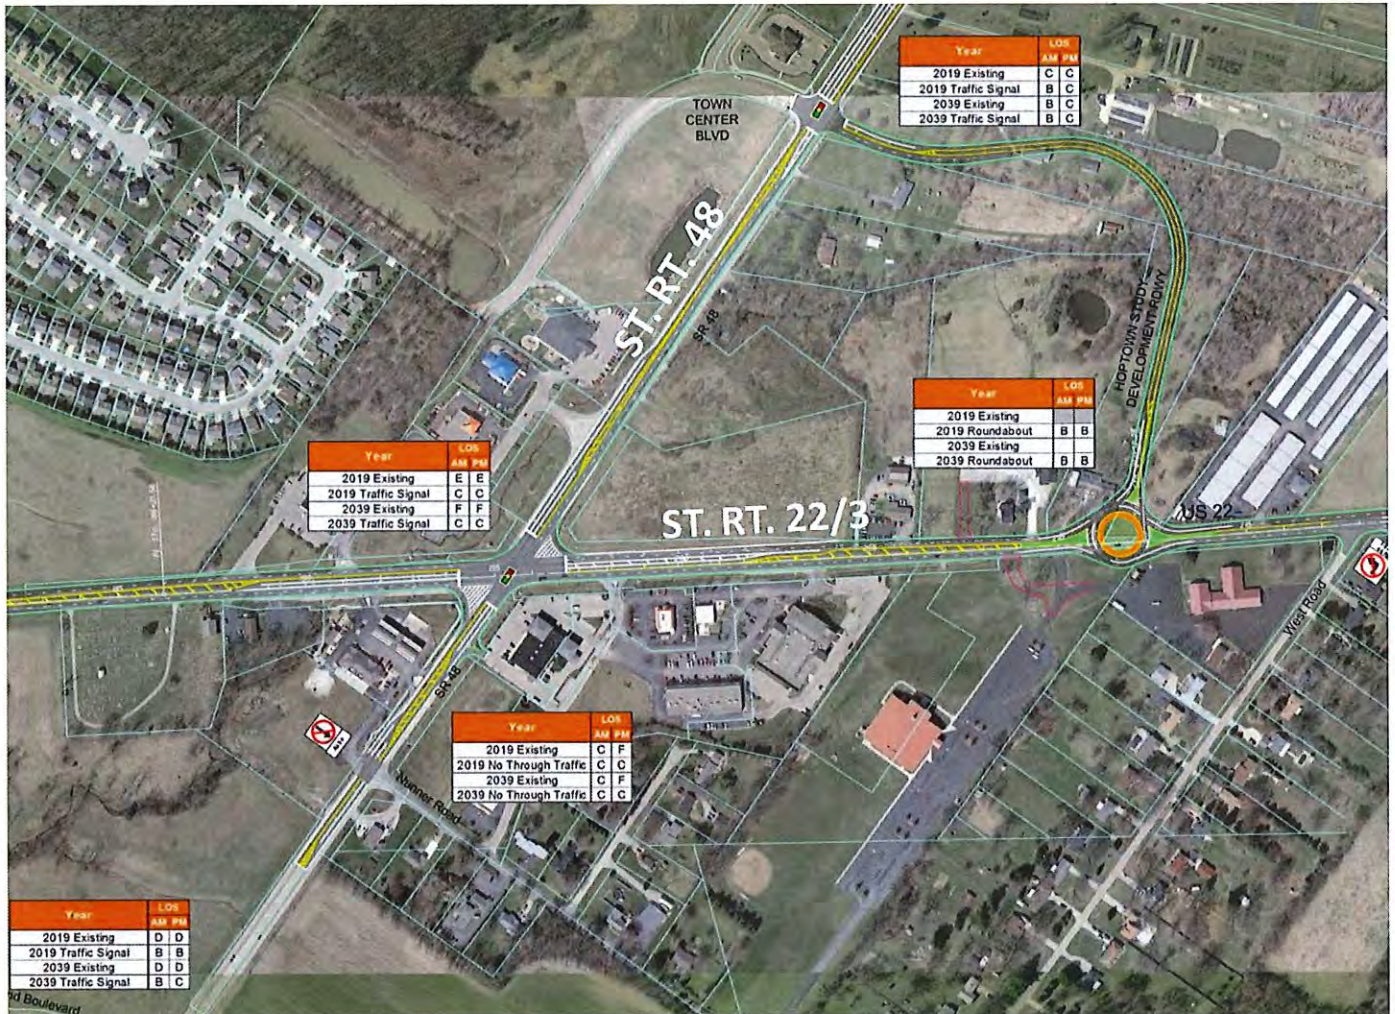 Year LOS
AM PM
2019 Existing C C
2019 Traffic Signal B C
2039 Existing B C
2039 Traffic Signal B C
TOWN
CENTER
BLVD
ST. RT. 48
SR 48
HOPTOWN STUDY
DEVELOPMENT RDWY
Year LOS
AM PM
2019 Existing
2019 Roundabout B B
2039 Existing
2039 Roundabout B B
Year LOS
AM PM
2019 Existing E E
2019 Traffic Signal C C
2039 Existing F F
2039 Traffic Signal C C
ST. RT. 22/3
US 22-
West Road
SR 48
Year LOS
AM PM
2019 Existing C F
2019 No Through Traffic C C
2039 Existing C F
2039 No Through Traffic C C
Nunner Road
Year LOS
AM PM
2019 Existing D D
2019 Traffic Signal B B
2039 Existing D D
2039 Traffic Signal B C
Boulevard